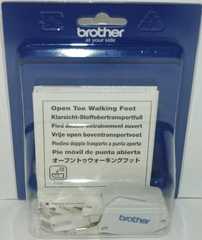 brother
at your side
Open Toe Walking Foot
Klarsicht-Stoffobertransportfuß
Pied double entraînement ouvert
Vrije open boventransportvoet
Piedino doppio trasporto aperto
Pie móvil de punta abierta
オープントゥウォーキングフット
brother